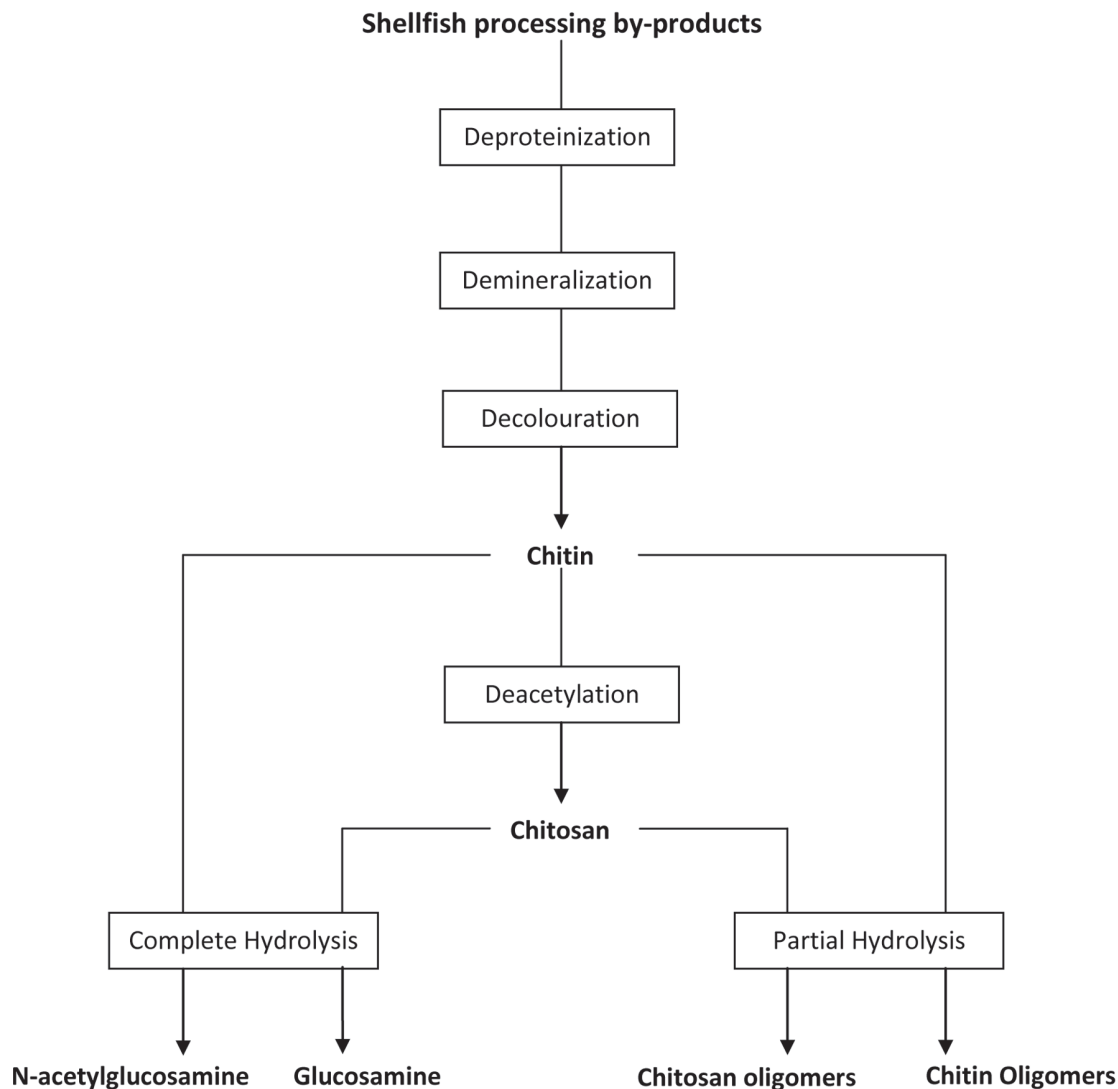 Shellfish processing by-products
Deproteinization
Demineralization
Decolouration
Chitin
Deacetylation
Chitosan
Complete Hydrolysis
Partial Hydrolysis
N-acetylglucosamine
Glucosamine
Chitosan oligomers
Chitin Oligomers